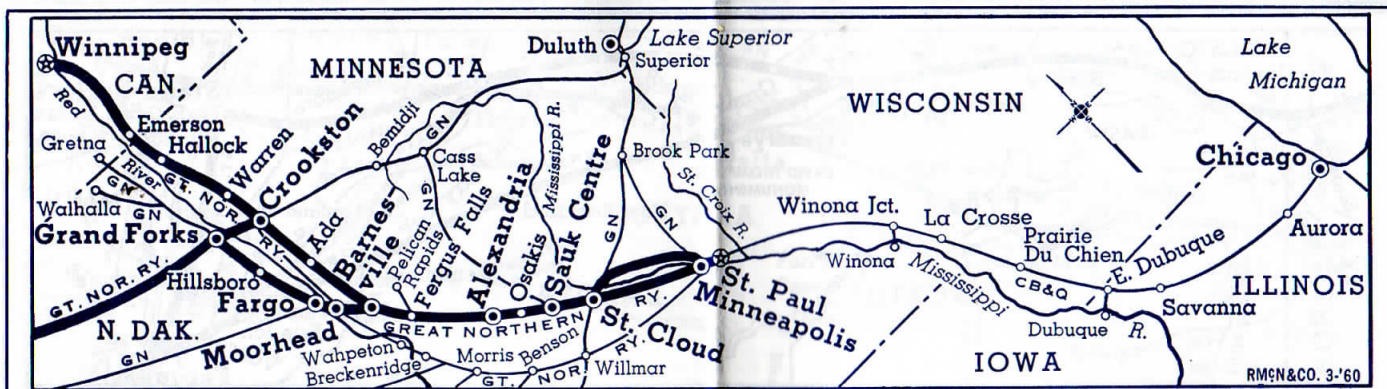 Winnipeg
CAN.
Red
River
Emerson
Hallock
Gretna
GN
Walhalla
GN
GT. NOR. RY.
Warren
Crookston
Grand Forks
GT. NOR. RY.
Hillsboro
Ada
Fargo
N. DAK.
GN
Moorhead
Barnes-
ville
MINNESOTA
Bemidji
GN
Cass
Lake
GN
Pelican
Rapids
Fergus Falls
Alexandria
Osakis
Mississippi R.
Sauk Centre
GREAT NORTHERN RY.
Wahpeton
Breckenridge
Morris
Benson
GT. NOR. RY.
Willmar
St. Cloud
Duluth
Lake Superior
Superior
Brook Park
GN
GN
St. Croix R.
St. Paul
Minneapolis
WISCONSIN
Winona Jct.
Winona
La Crosse
Prairie
Du Chien
CB&Q
Mississippi R.
E. Dubuque
Dubuque
Savanna
IOWA
Lake
Michigan
Chicago
Aurora
ILLINOIS
RMCN&CO. 3-'60